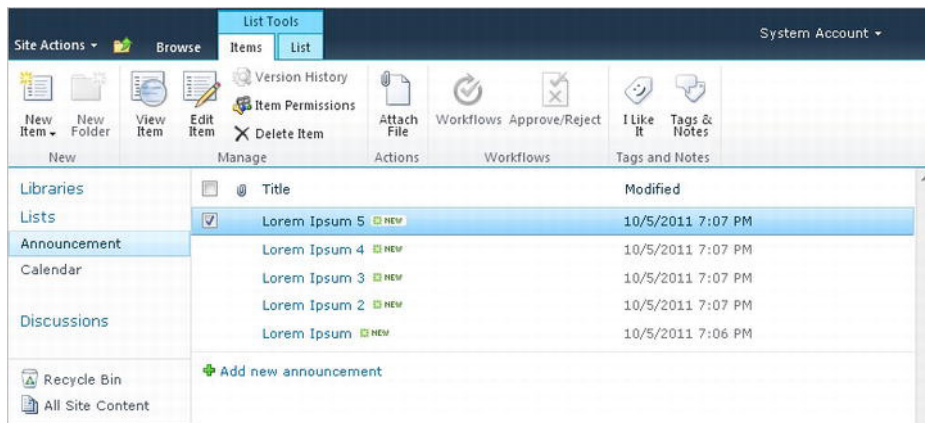 List Tools
Site Actions Browse Items List System Account
Version History
Item Permissions
Delete Item
New Item New Folder View Item Edit Item Attach File Workflows Approve/Reject I Like It Tags & Notes
New Manage Actions Workflows Tags and Notes
Libraries
Lists
Announcement
Calendar
Discussions
Recycle Bin
All Site Content
Title Modified
Lorem Ipsum 5 NEW 10/5/2011 7:07 PM
Lorem Ipsum 4 NEW 10/5/2011 7:07 PM
Lorem Ipsum 3 NEW 10/5/2011 7:07 PM
Lorem Ipsum 2 NEW 10/5/2011 7:07 PM
Lorem Ipsum NEW 10/5/2011 7:06 PM
Add new announcement